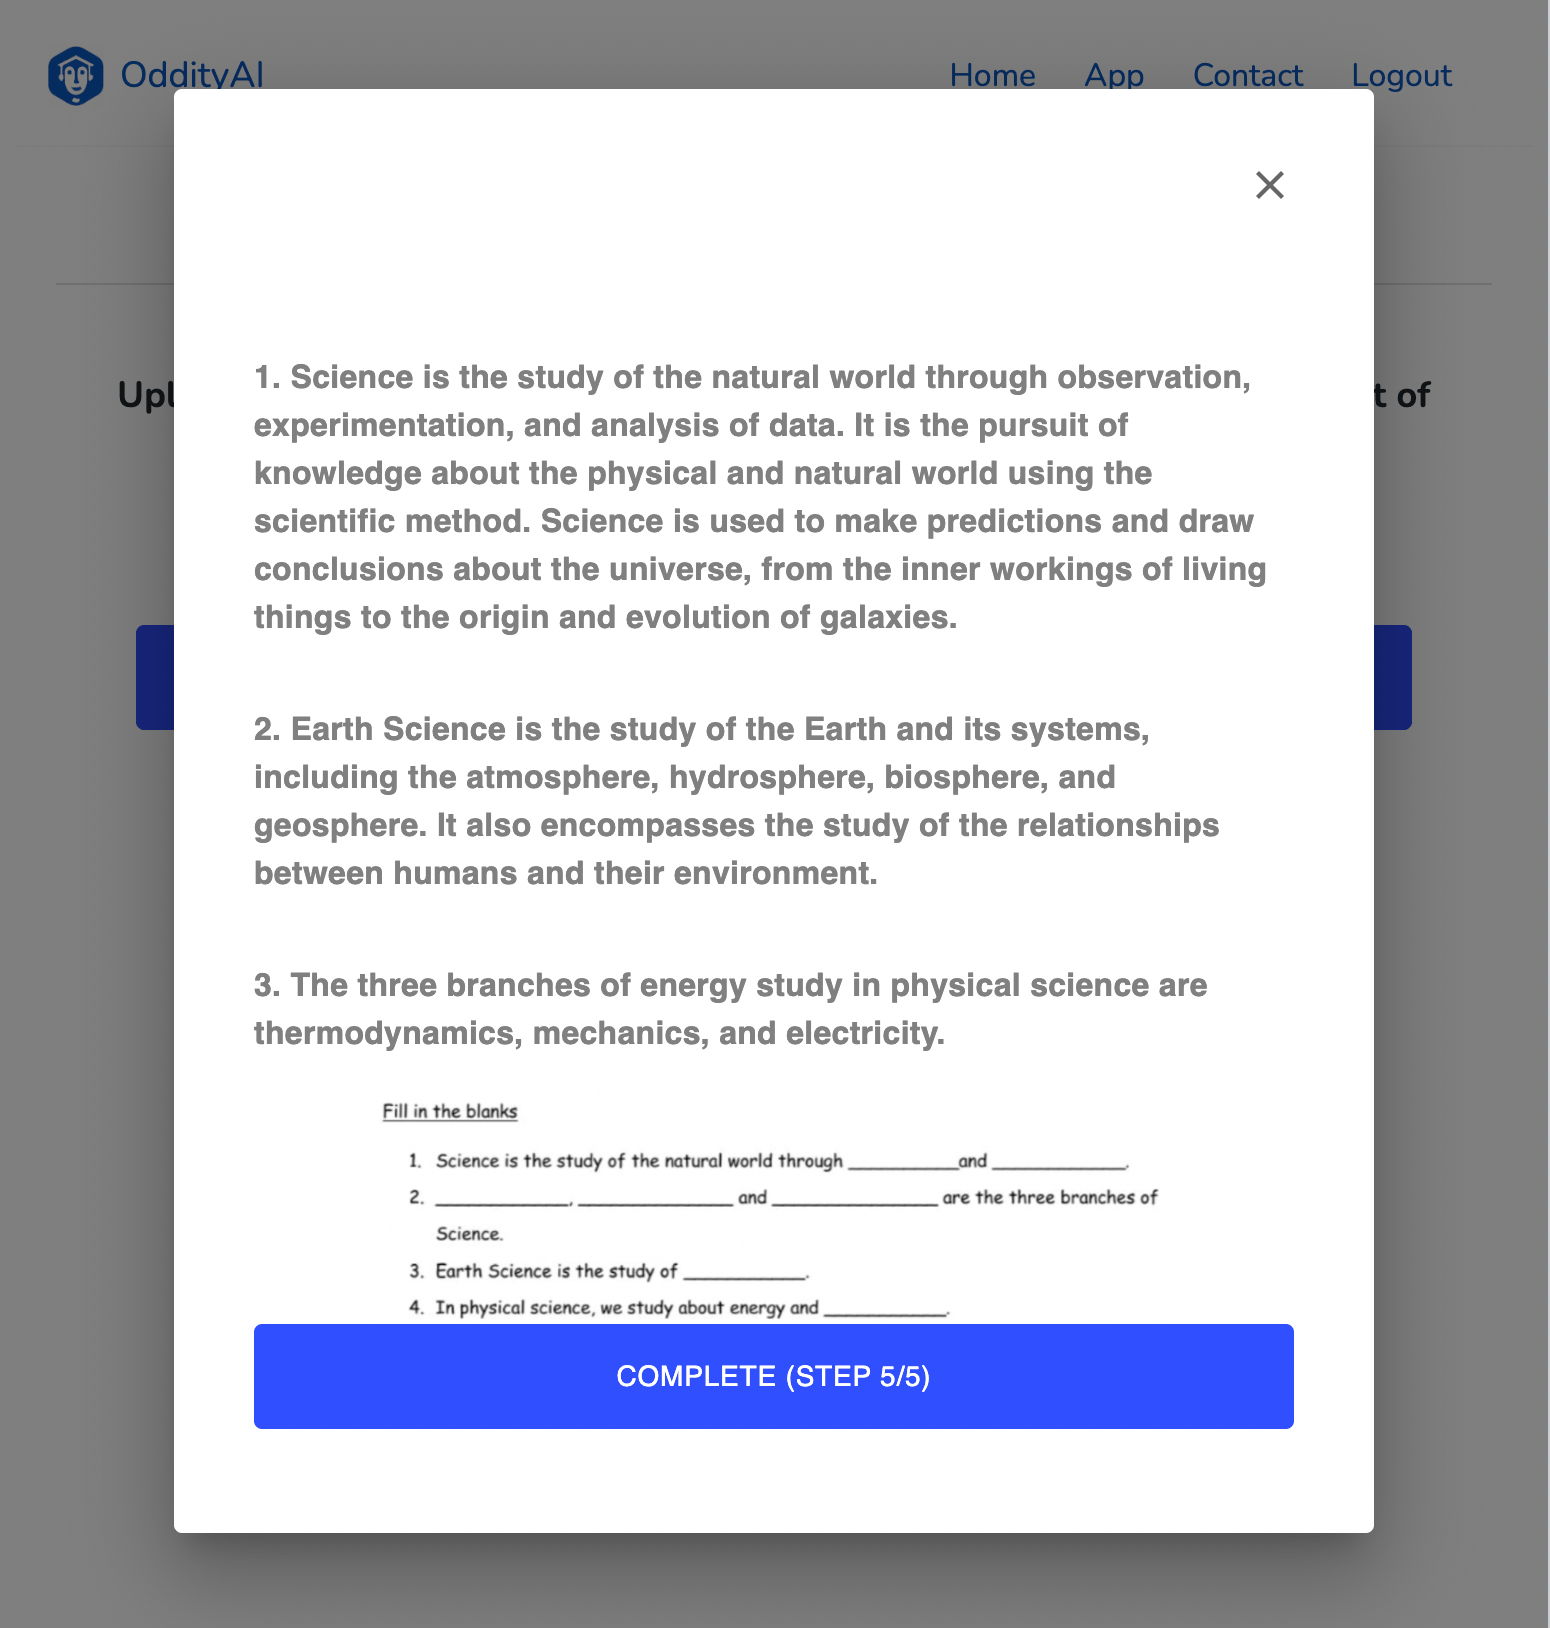 OddityAI
Home App Contact Logout
Upl
t of
1. Science is the study of the natural world through observation,
experimentation, and analysis of data. It is the pursuit of
knowledge about the physical and natural world using the
scientific method. Science is used to make predictions and draw
conclusions about the universe, from the inner workings of living
things to the origin and evolution of galaxies.
2. Earth Science is the study of the Earth and its systems,
including the atmosphere, hydrosphere, biosphere, and
geosphere. It also encompasses the study of the relationships
between humans and their environment.
3. The three branches of energy study in physical science are
thermodynamics, mechanics, and electricity.
Fill in the blanks
1. Science is the study of the natural world through __________and ____________.
2. ____________, ______________ and _______________ are the three branches of
Science.
3. Earth Science is the study of ___________.
4. In physical science, we study about energy and ___________.
COMPLETE (STEP 5/5)